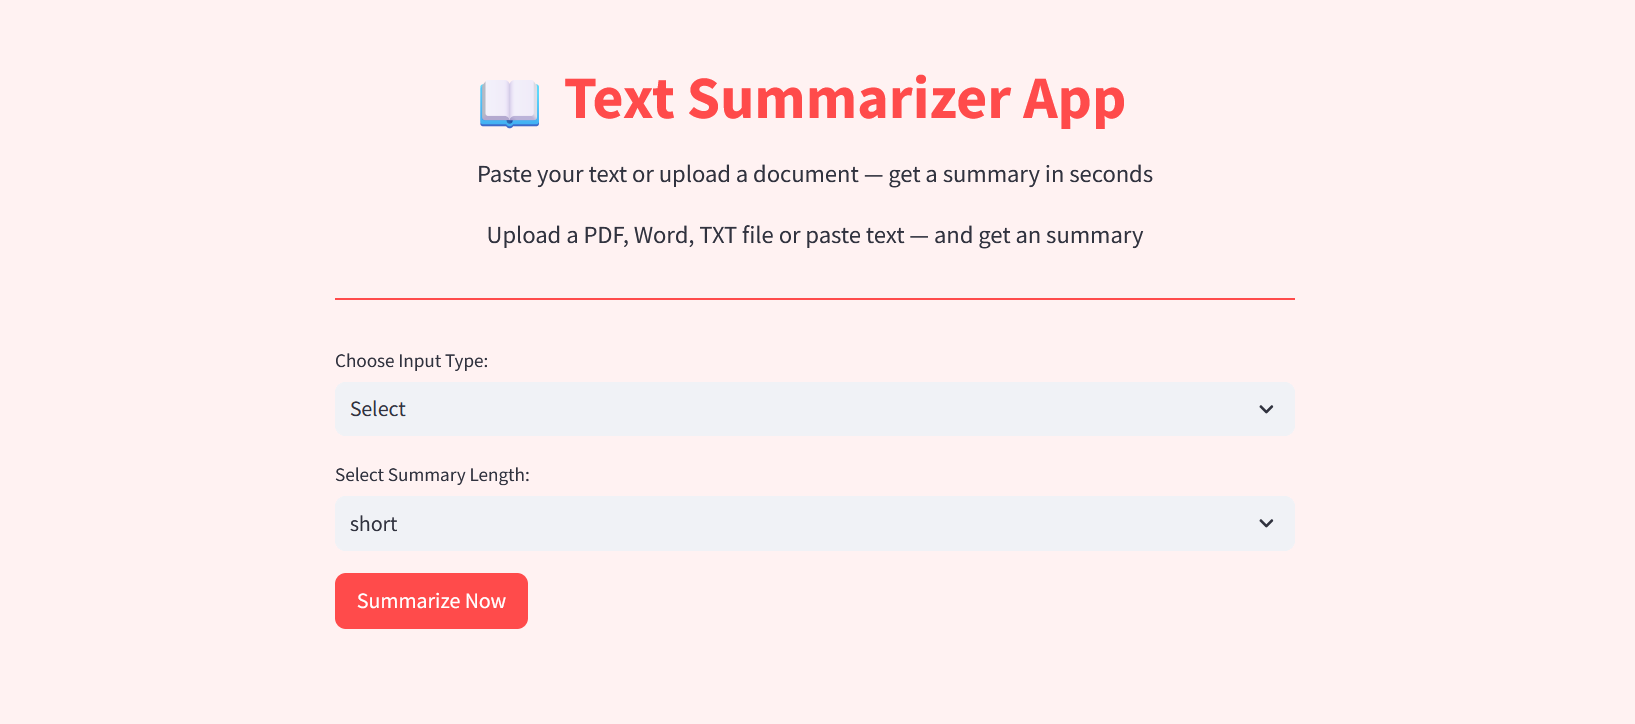 Text Summarizer App
Paste your text or upload a document — get a summary in seconds
Upload a PDF, Word, TXT file or paste text — and get an summary
Choose Input Type:
Select
Select Summary Length:
short
Summarize Now